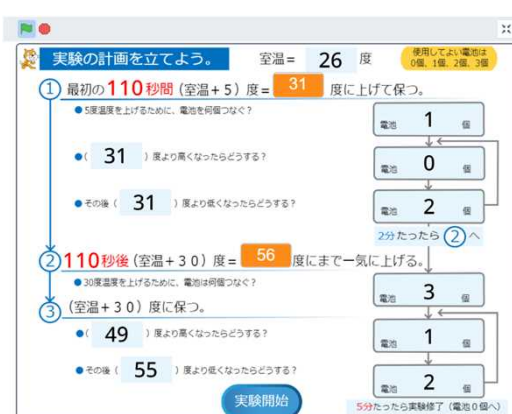 実験の計画を立てよう。 室温= 26 度 使用してよい電池は
0個、1個、2個、3個
① 最初の110秒間(室温+5)度= 31 度に上げて保つ。
●5度温度を上げるために、電池を何個つなぐ?
電池 1 個
●( 31 )度より高くなったらどうする?
電池 0 個
●その後( 31 )度より低くなったらどうする?
電池 2 個
2分たったら②へ
② 110秒後(室温+30)度= 56 度にまで一気に上げる。
●30度温度を上げるために、電池は何個つなぐ?
電池 3 個
③ (室温+30)度に保つ。
●( 49 )度より高くなったらどうする?
電池 1 個
●その後( 55 )度より低くなったらどうする?
電池 2 個
実験開始
5分たったら実験修了(電池0個へ)